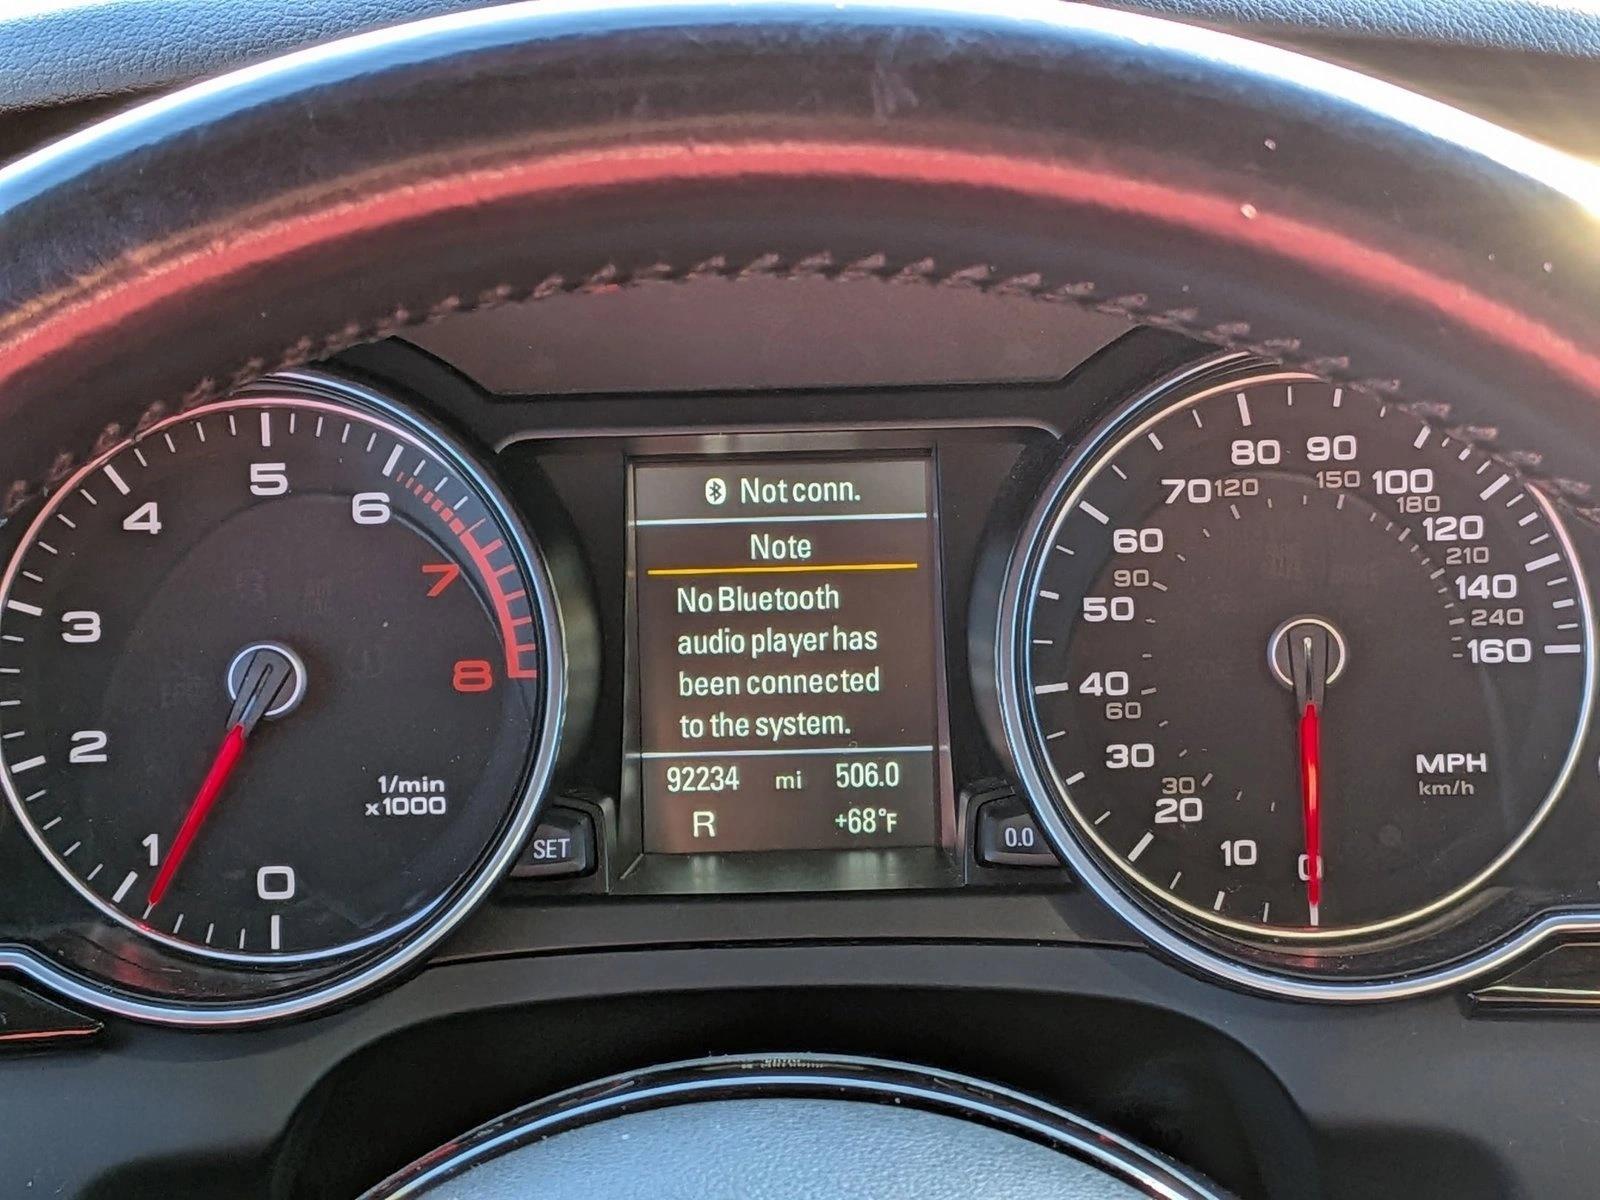 Not conn.
Note
No Bluetooth
audio player has
been connected
to the system.
92234 mi 506.0
R +68°F
SET
0.0
0
1
2
3
4
5
6
7
8
1/min
x1000
0
10
20
30
40
50
60
70
80
90
100
120
140
160
30
60
90
120
150
180
210
240
MPH
km/h